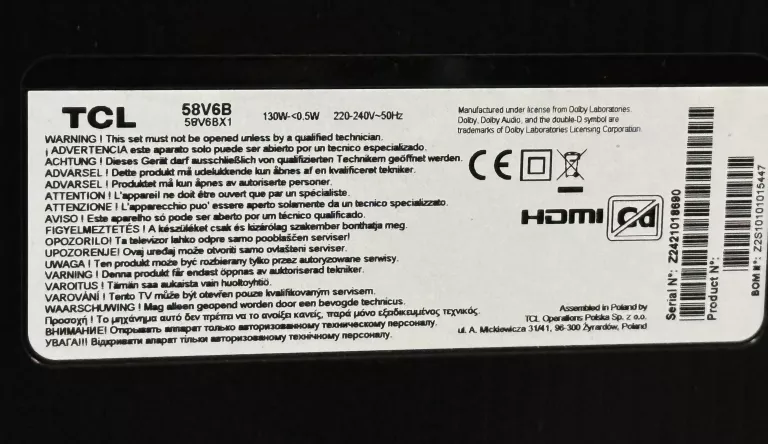 TCL
58V6B
58V6BX1
130W-<0.5W 220-240V~50Hz
Manufactured under license from Dolby Laboratories.
Dolby, Dolby Audio, and the double-D symbol are
trademarks of Dolby Laboratories Licensing Corporation.
WARNING ! This set must not be opened unless by a qualified technician.
¡ ADVERTENCIA este aparato solo puede ser abierto por un tecnico especializado.
ACHTUNG ! Dieses Gerät darf ausschließlich von qualifizierten Technikern geöffnet werden.
ADVARSEL ! Dette produkt må udelukkende kun åbnes af en kvalificeret tekniker.
ADVARSEL ! Produktet må kun åpnes av autoriserte personer.
ATTENTION ! L'appareil ne doit être ouvert que par un spécialiste.
ATTENZIONE ! L'apparecchio puo' essere aperto solamente da un tecnico specializzato.
AVISO ! Este aparelho só pode ser aberto por um técnico qualificado.
FIGYELMEZTETÉS ! A készüléket csak és kizárólag szakember bonthatja meg.
OPOZORILO! Ta televizor lahko odpre samo pooblaščen serviser!
UPOZORENJE! Ovaj uređaj može otvoriti samo ovlašteni serviser.
UWAGA ! Ten produkt może być rozbierany tylko przez autoryzowane serwisy.
VARNING ! Denna produkt får endast öppnas av auktoriserad tekniker.
VAROITUS ! Tämän saa aukaista vain huoltoyhtiö.
VAROVÁNÍ ! Tento TV může být otevřen pouze kvalifikovaným servisem.
WAARSCHUWING ! Mag alleen geopend worden door een bevoegde technicus.
Προσοχή ! Το μηχάνημα αυτό δεν πρέπει να το ανοίξει κανείς, παρά μόνο εξειδικευμένος τεχνικός.
ВНИМАНИЕ! Открывать аппарат только авторизованному техническому персоналу.
УВАГА!!! Відкривати апарат тільки авторизованому технічному персоналу.
CE
HDMI
Cd
Assembled in Poland by
TCL Operations Polska Sp. z o.o.
ul. A. Mickiewicza 31/41, 96-300 Żyrardów, Poland
Serial N°: Z2421018690
Product N°:
BOM N°: Z2S10101015447